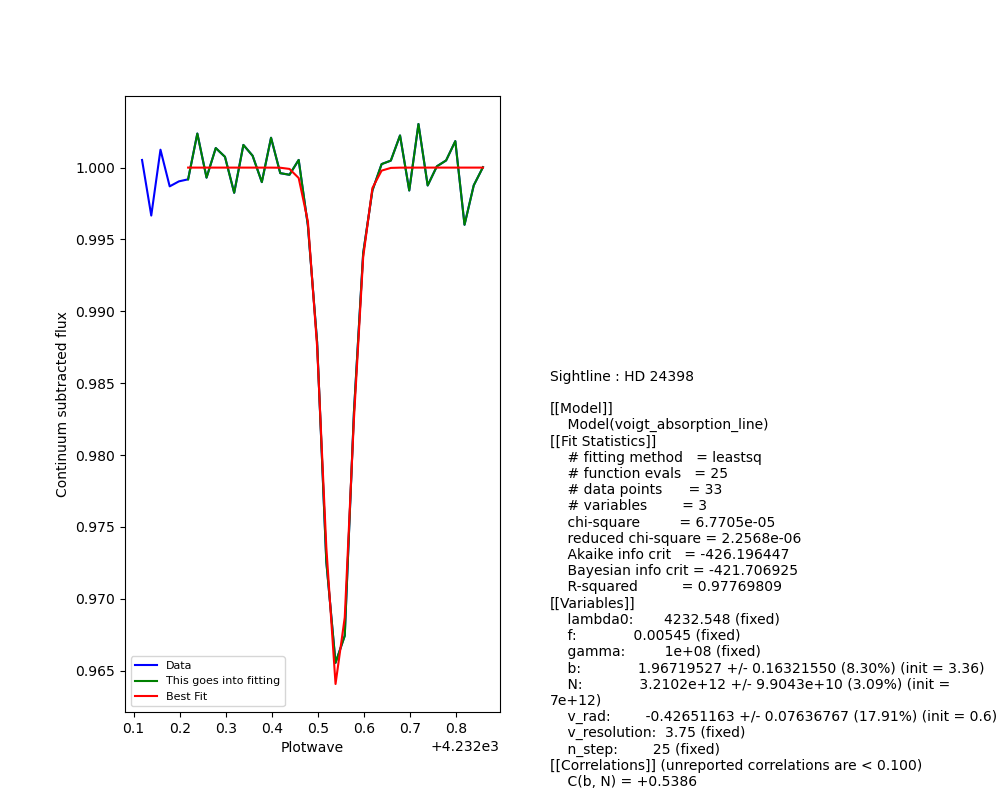 1.000
0.995
0.990
0.985
0.980
0.975
0.970
0.965
Continuum subtracted flux
Data
This goes into fitting
Best Fit
0.1 0.2 0.3 0.4 0.5 0.6 0.7 0.8
Plotwave
+4.232e3
Sightline : HD 24398
[[Model]]
Model(voigt_absorption_line)
[[Fit Statistics]]
# fitting method = leastsq
# function evals = 25
# data points = 33
# variables = 3
chi-square = 6.7705e-05
reduced chi-square = 2.2568e-06
Akaike info crit = -426.196447
Bayesian info crit = -421.706925
R-squared = 0.97769809
[[Variables]]
lambda0: 4232.548 (fixed)
f: 0.00545 (fixed)
gamma: 1e+08 (fixed)
b: 1.96719527 +/- 0.16321550 (8.30%) (init = 3.36)
N: 3.2102e+12 +/- 9.9043e+10 (3.09%) (init =
7e+12)
v_rad: -0.42651163 +/- 0.07636767 (17.91%) (init = 0.6)
v_resolution: 3.75 (fixed)
n_step: 25 (fixed)
[[Correlations]] (unreported correlations are < 0.100)
C(b, N) = +0.5386